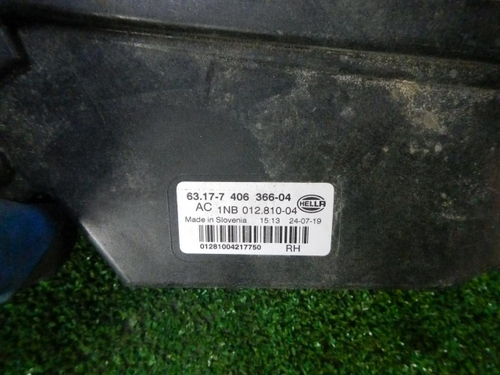 63.17-7 406 366-04
AC 1NB 012.810-04
HELLA
Made in Slovenia 15:13 24-07-19
01281004217750 RH